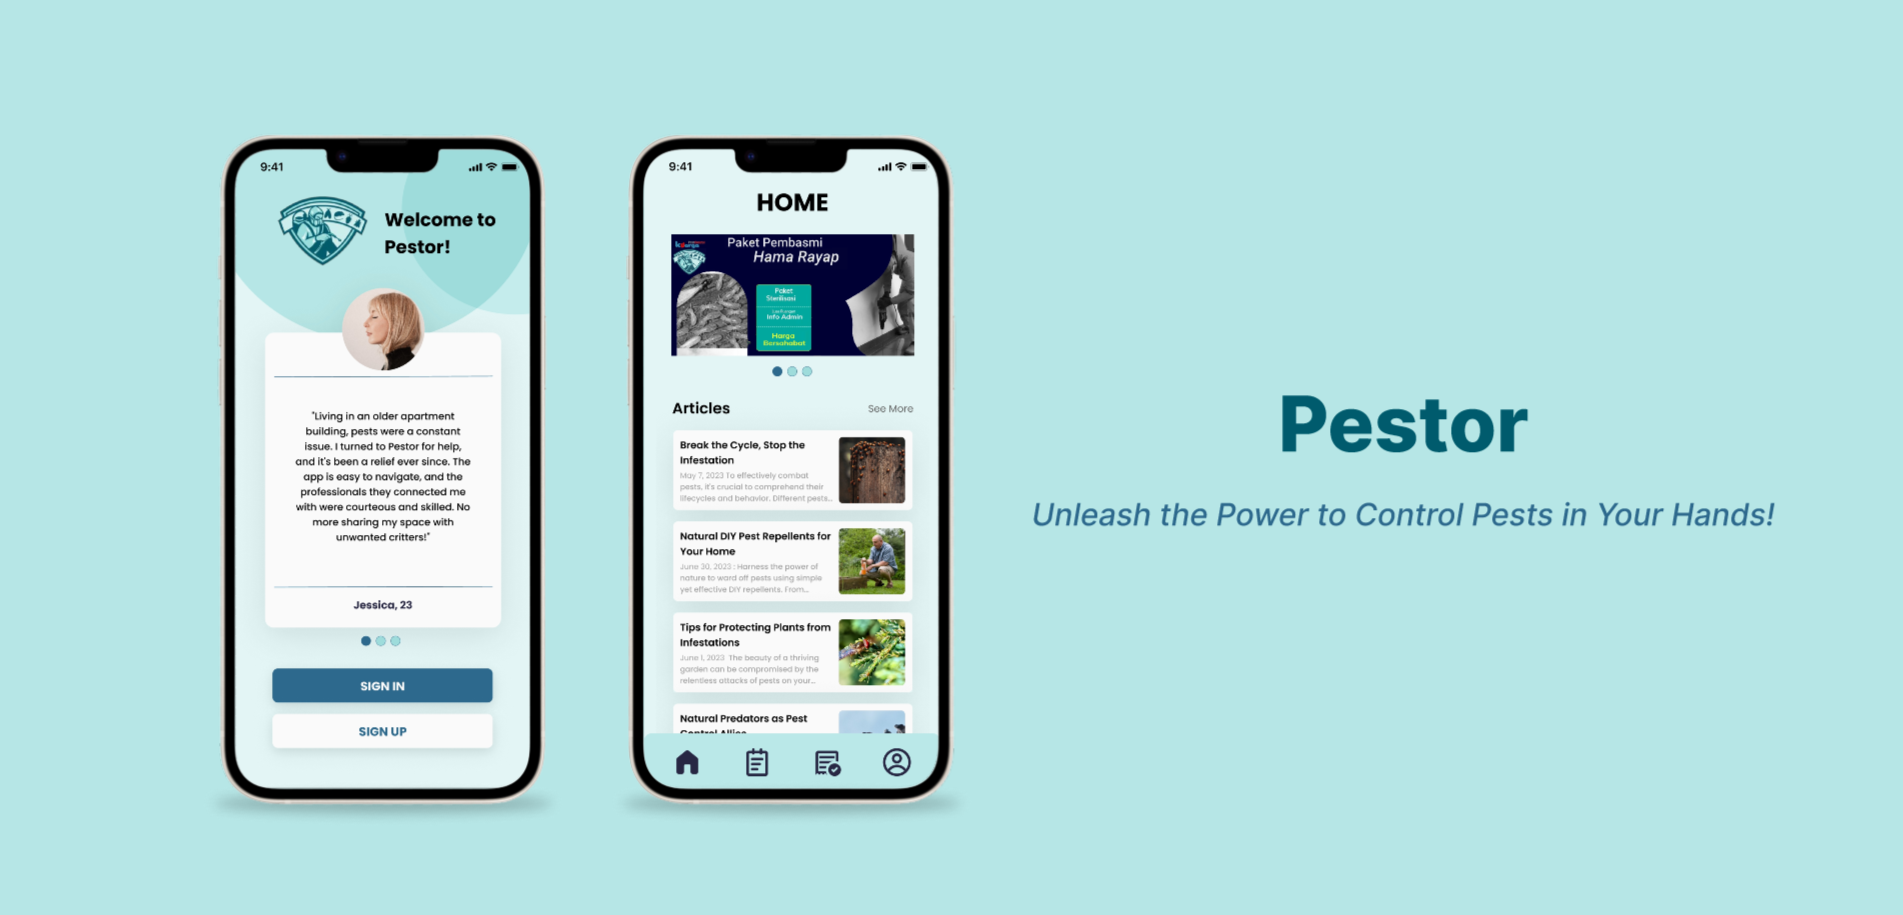 9:41
Welcome to
Pestor!
"Living in an older apartment
building, pests were a constant
issue. I turned to Pestor for help,
and it's been a relief ever since. The
app is easy to navigate, and the
professionals they connected me
with were courteous and skilled. No
more sharing my space with
unwanted critters!"
Jessica, 23
SIGN IN
SIGN UP
9:41
HOME
Paket Pembasmi
Hama Rayap
Paket
Sterilisasi
Info Admin
Harga
Bersahabat
Articles
See More
Break the Cycle, Stop the
Infestation
May 7, 2023 To effectively combat
pests, it's crucial to comprehend their
lifecycles and behavior. Different pests...
Natural DIY Pest Repellents for
Your Home
June 30, 2023 : Harness the power of
nature to ward off pests using simple
yet effective DIY repellents. From...
Tips for Protecting Plants from
Infestations
June 1, 2023 The beauty of a thriving
garden can be compromised by the
relentless attacks of pests on your...
Natural Predators as Pest
Control Allies
Pestor
Unleash the Power to Control Pests in Your Hands!